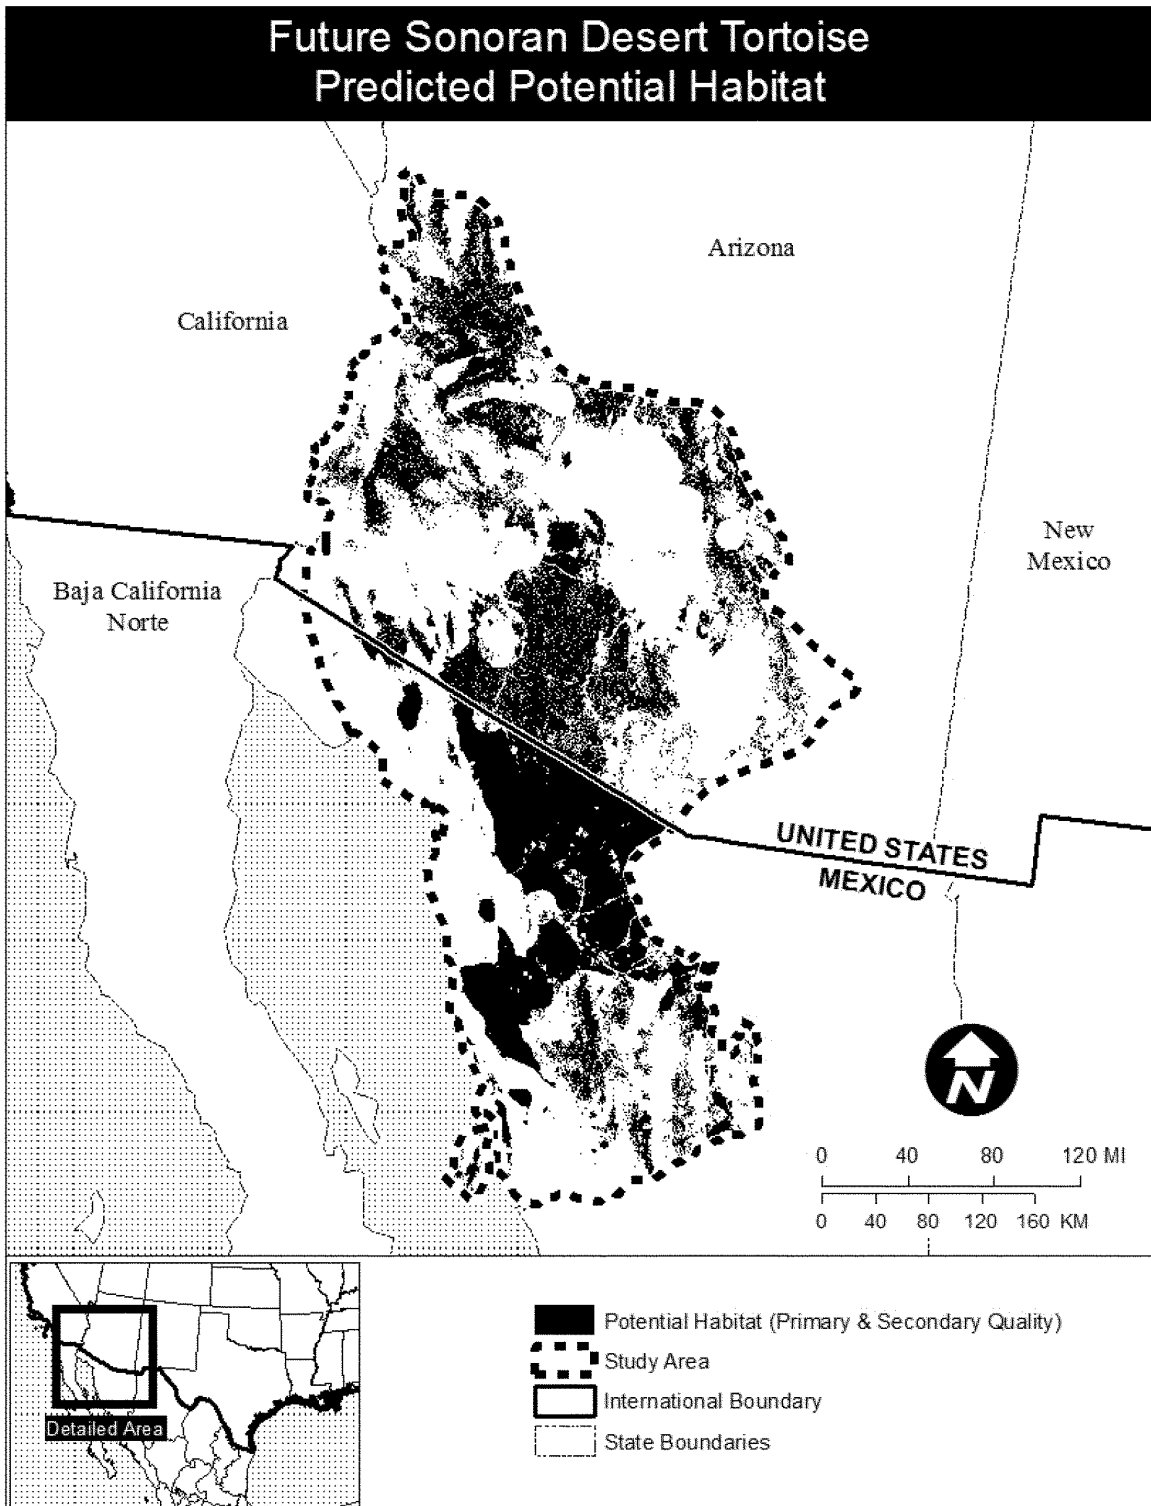 Future Sonoran Desert Tortoise
Predicted Potential Habitat
Arizona
California
New
Mexico
Baja California
Norte
UNITED STATES
MEXICO
N
0 40 80 120 MI
0 40 80 120 160 KM
Detailed Area
Potential Habitat (Primary & Secondary Quality)
Study Area
International Boundary
State Boundaries